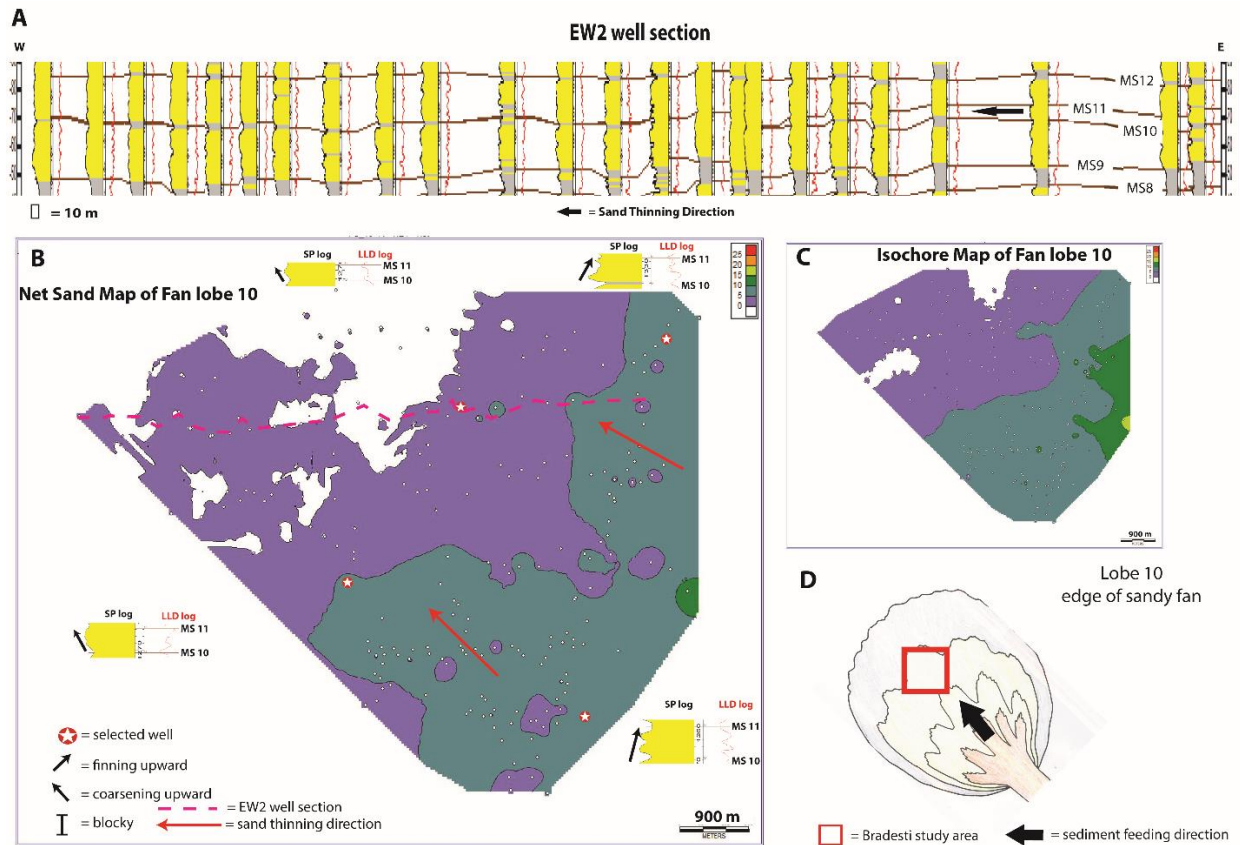 A
EW2 well section
W
E
MS12
MS11
MS10
MS9
MS8
= 10 m
= Sand Thinning Direction
B
SP log LLD log
MS 11
MS 10
SP log LLD log
MS 11
MS 10
Net Sand Map of Fan lobe 10
25
20
15
10
5
0
C
Isochore Map of Fan lobe 10
900 m
D
Lobe 10
edge of sandy fan
SP log LLD log
MS 11
MS 10
SP log LLD log
MS 11
MS 10
= selected well
= finning upward
= coarsening upward
= blocky
= EW2 well section
= sand thinning direction
900 m
METERS
= Bradesti study area
= sediment feeding direction